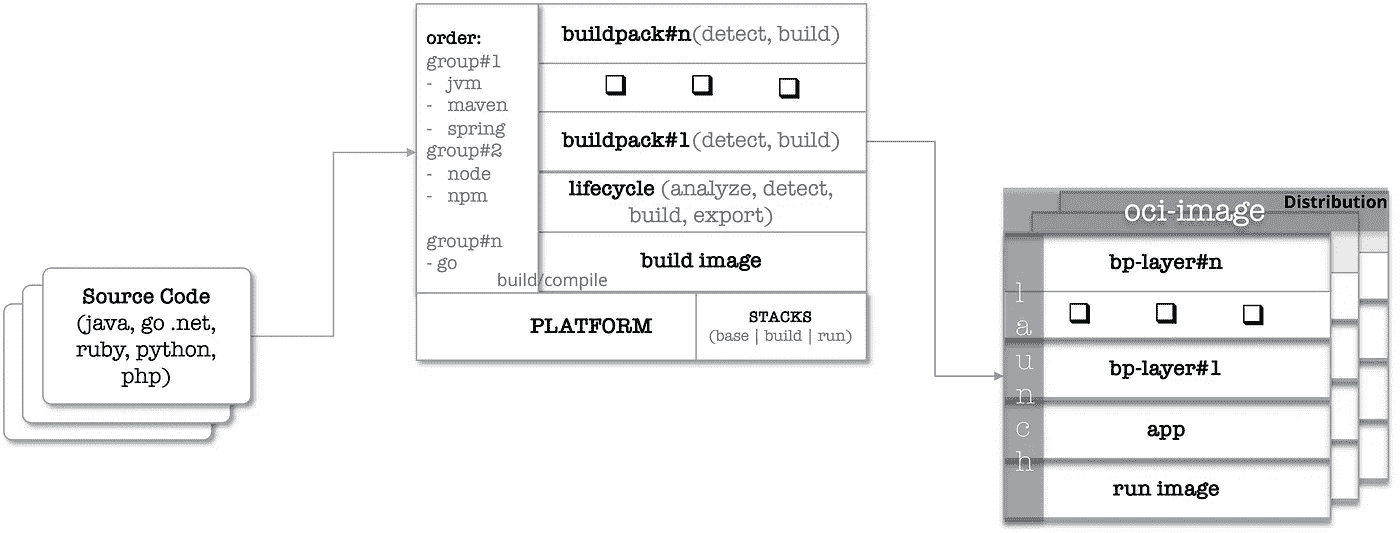 Source Code
(java, go .net,
ruby, python,
php)
order:
group#1
- jvm
- maven
- spring
group#2
- node
- npm
group#n
- go
build/compile
buildpack#n(detect, build)
buildpack#1(detect, build)
lifecycle (analyze, detect,
build, export)
build image
PLATFORM
STACKS
(base | build | run)
Distribution
oci-image
launch
bp-layer#n
bp-layer#1
app
run image